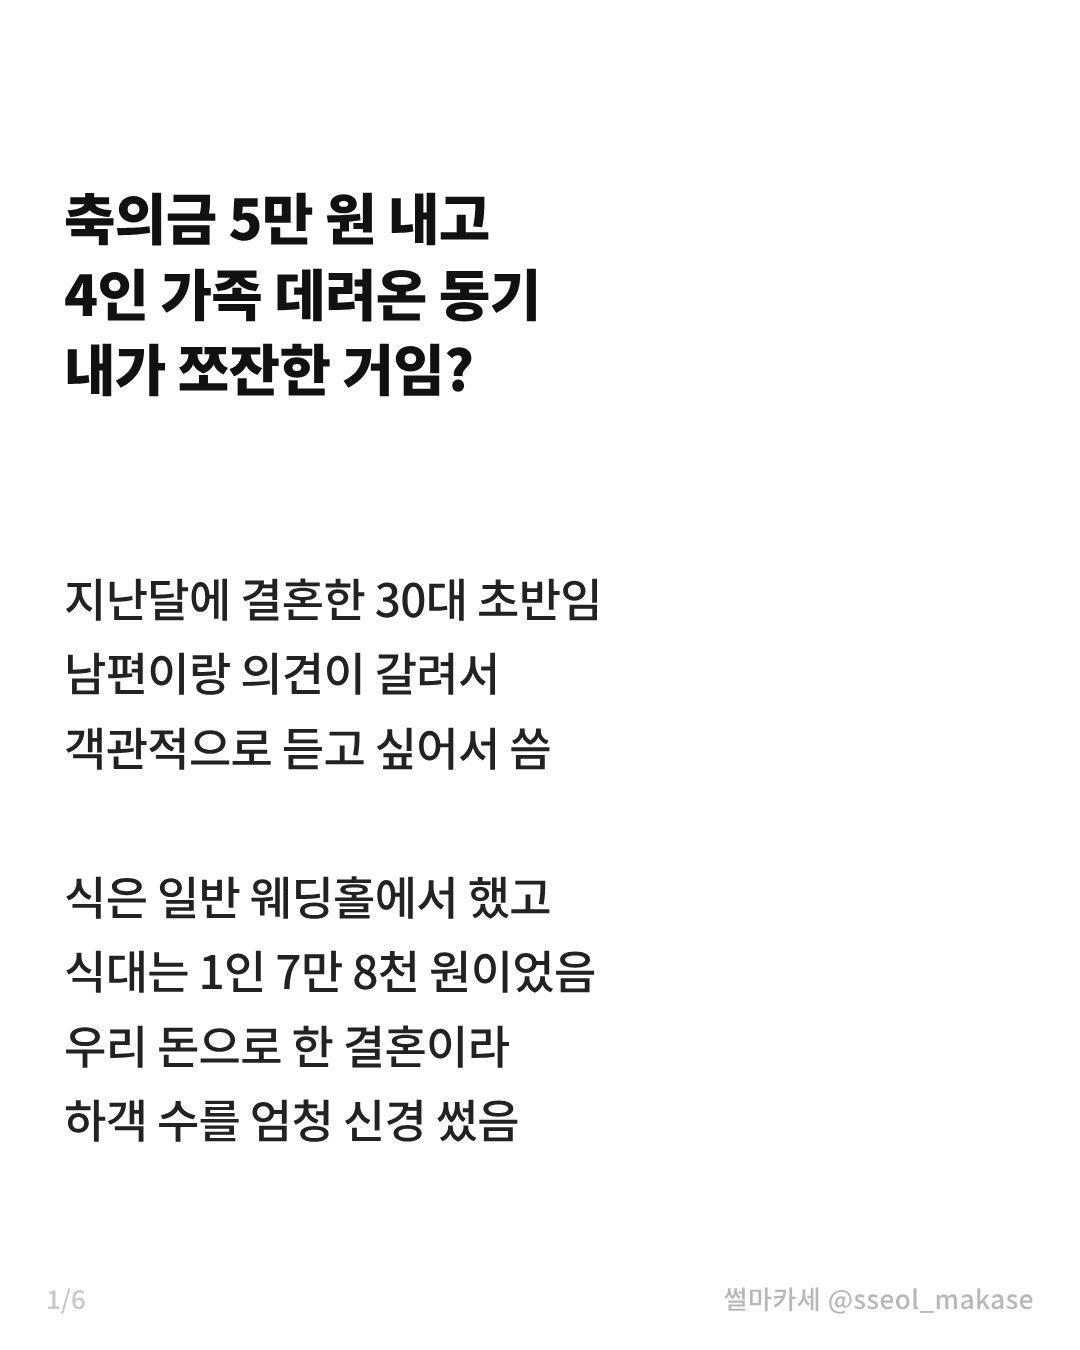 축의금 5만 원 내고
4인 가족 데려온 동기
내가 쪼잔한 거임?
지난달에 결혼한 30대 초반임
남편이랑 의견이 갈려서
객관적으로 듣고 싶어서 씀
식은 일반 웨딩홀에서 했고
식대는 1인 7만 8천 원이었음
우리 돈으로 한 결혼이라
하객 수를 엄청 신경 썼음
1/6
썰마카세 @sseol_makase